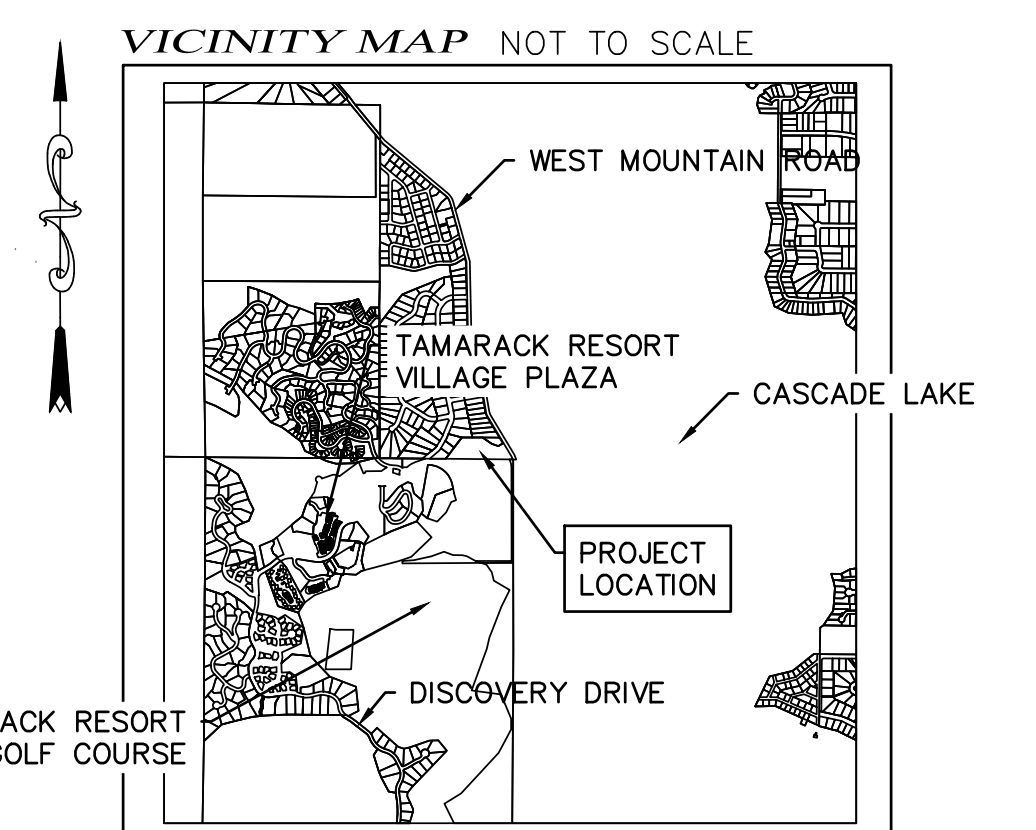 VICINITY MAP NOT TO SCALE
WEST MOUNTAIN ROAD
TAMARACK RESORT
VILLAGE PLAZA
CASCADE LAKE
PROJECT
LOCATION
DISCOVERY DRIVE
ACK RESORT
GOLF COURSE